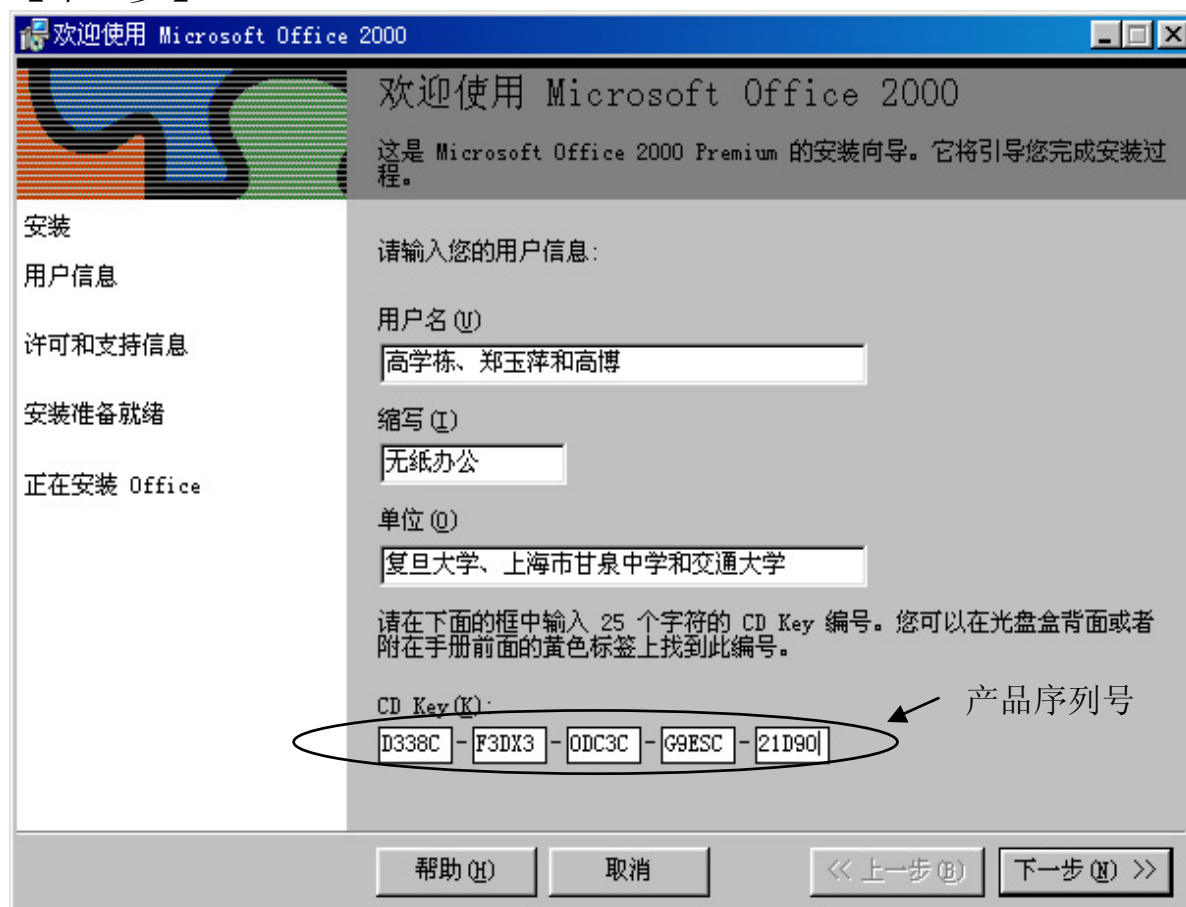 欢迎使用 Microsoft Office 2000
欢迎使用 Microsoft Office 2000
这是 Microsoft Office 2000 Premium 的安装向导。它将引导您完成安装过
程。
安装
用户信息
许可和支持信息
安装准备就绪
正在安装 Office
请输入您的用户信息:
用户名(U)
高学栋、郑玉萍和高博
缩写(I)
无纸办公
单位(O)
复旦大学、上海市甘泉中学和交通大学
请在下面的框中输入 25 个字符的 CD Key 编号。您可以在光盘盒背面或者
附在手册前面的黄色标签上找到此编号。
CD Key(K):
产品序列号
D338C - F3DX3 - 0DC3C - G9ESC - 21D90
帮助(H) 取消 << 上一步(B) 下一步(N) >>